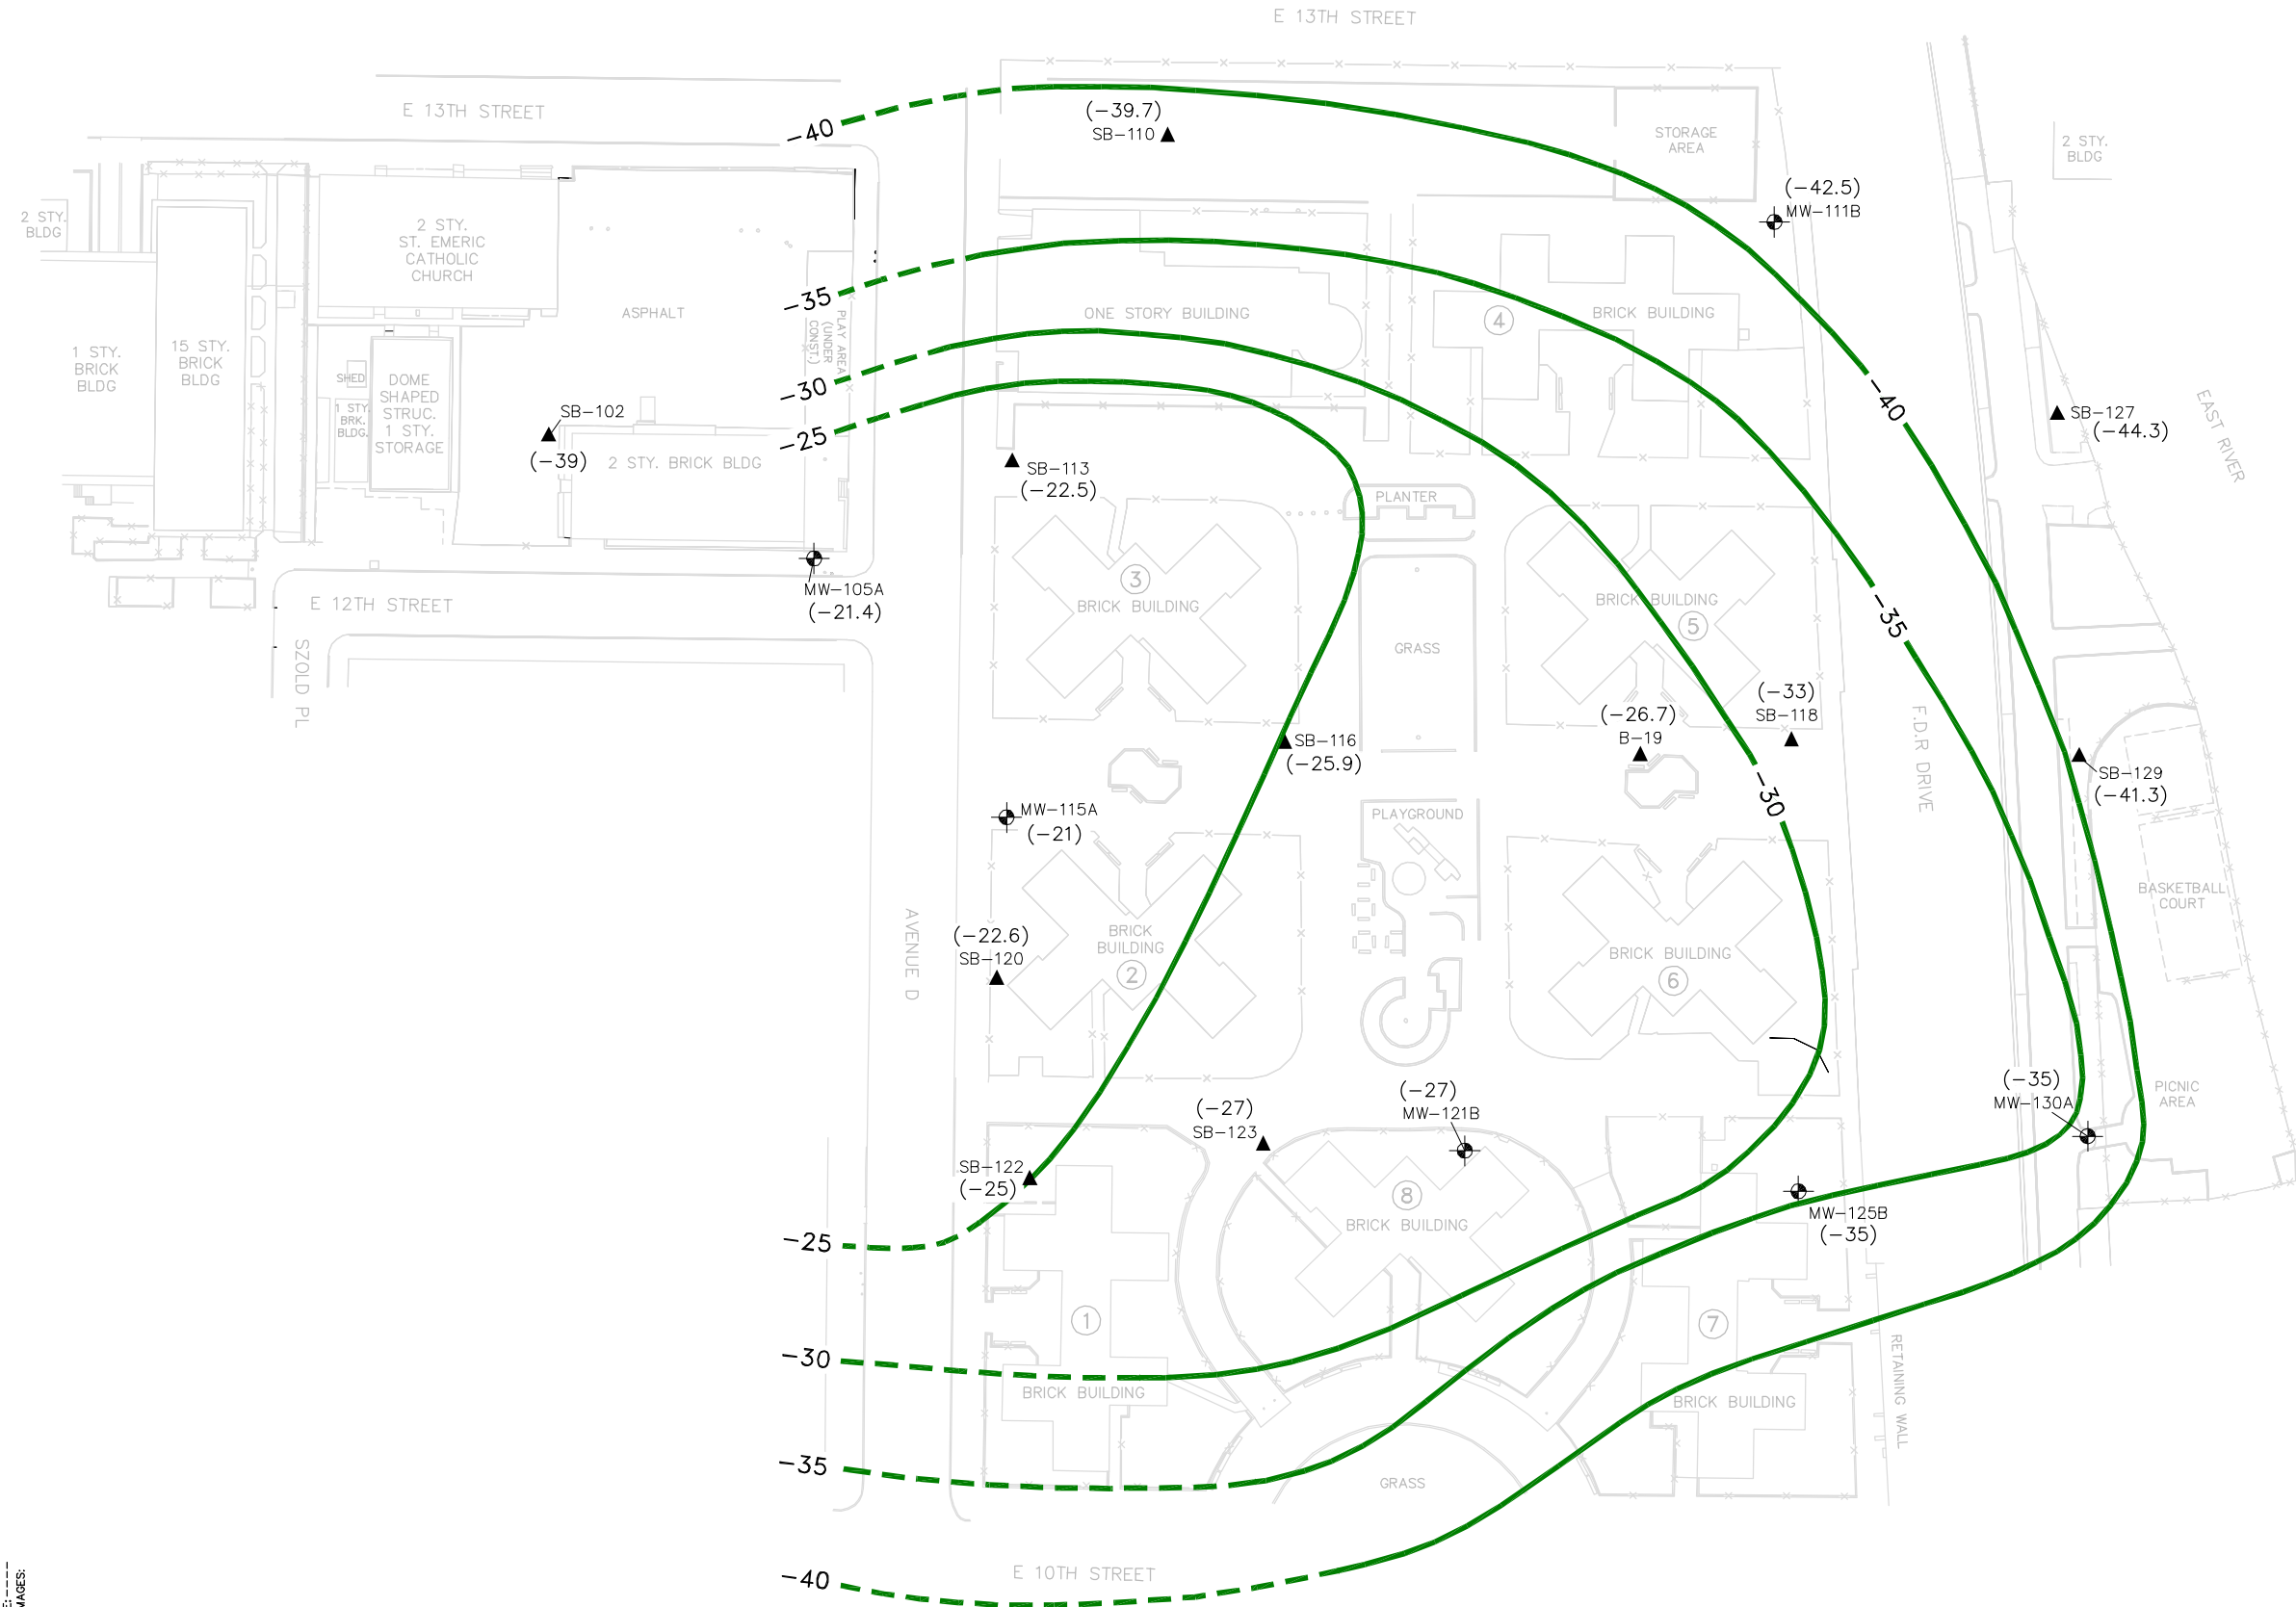 E 13TH STREET
E 13TH STREET
-40
(-39.7)
SB-110
STORAGE
AREA
2 STY.
BLDG
(-42.5)
MW-111B
2 STY.
BLDG
2 STY.
ST. EMERIC
CATHOLIC
CHURCH
ASPHALT
-35
PLAY AREA
(UNDER
CONST.)
ONE STORY BUILDING
4
BRICK BUILDING
1 STY.
BRICK
BLDG
15 STY.
BRICK
BLDG
SHED
1 STY.
BRK.
BLDG.
DOME
SHAPED
STRUC.
1 STY.
STORAGE
-30
-25
-40
EAST RIVER
SB-102
(-39)
2 STY. BRICK BLDG
SB-113
(-22.5)
SB-127
(-44.3)
PLANTER
3
BRICK BUILDING
BRICK BUILDING
5
MW-105A
(-21.4)
E 12TH STREET
SZOLD PL
GRASS
-35
(-33)
SB-118
(-26.7)
B-19
SB-116
(-25.9)
F.D.R DRIVE
SB-129
(-41.3)
-30
MW-115A
(-21)
PLAYGROUND
BASKETBALL
COURT
AVENUE D
(-22.6)
SB-120
BRICK
BUILDING
2
BRICK BUILDING
6
(-27)
SB-123
(-27)
MW-121B
(-35)
MW-130A
PICNIC
AREA
SB-122
(-25)
8
BRICK BUILDING
MW-125B
(-35)
-25
1
7
-30
BRICK BUILDING
BRICK BUILDING
RETAINING WALL
-35
GRASS
-40
E 10TH STREET
E:-----
MAGES: